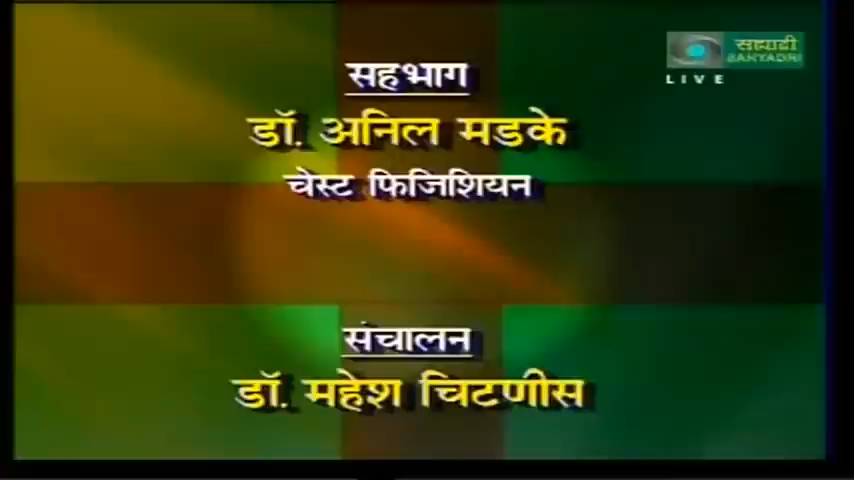 सह्याद्री
SAHYADRI
LIVE
सहभाग
डॉ. अनिल मडके
चेस्ट फिजिशियन
संचालन
डॉ. महेश चिटणीस